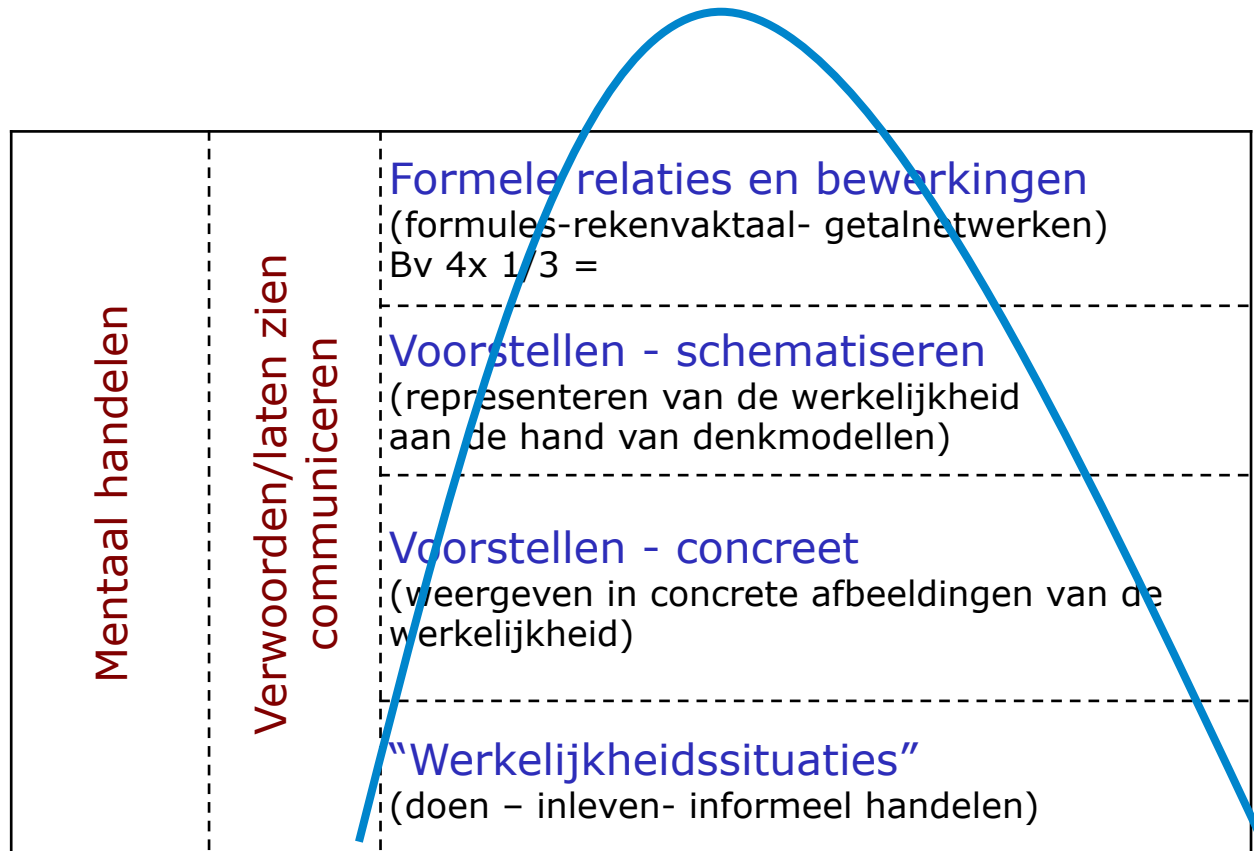 Mentaal handelen
Verwoorden/laten zien
communiceren
Formele relaties en bewerkingen
(formules-rekenvaktaal- getalnetwerken)
Bv 4x 1/3 =
Voorstellen - schematiseren
(representeren van de werkelijkheid
aan de hand van denkmodellen)
Voorstellen - concreet
(weergeven in concrete afbeeldingen van de
werkelijkheid)
“Werkelijkheidssituaties”
(doen – inleven- informeel handelen)